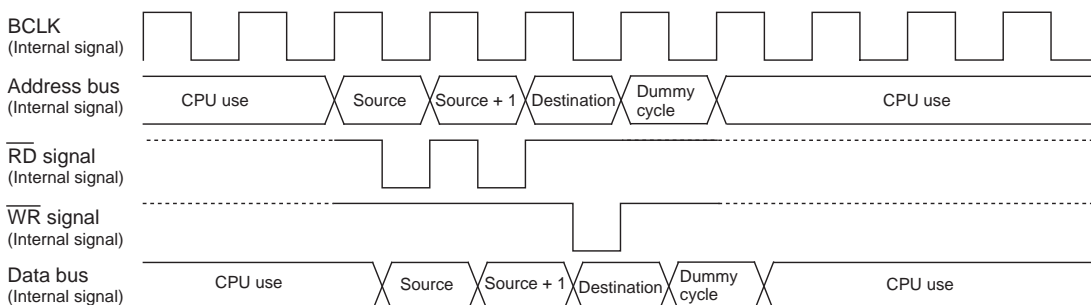 BCLK
(Internal signal)
Address bus
(Internal signal)
CPU use
Source
Source + 1
Destination
Dummy
cycle
CPU use
RD signal
(Internal signal)
WR signal
(Internal signal)
Data bus
(Internal signal)
CPU use
Source
Source + 1
Destination
Dummy
cycle
CPU use